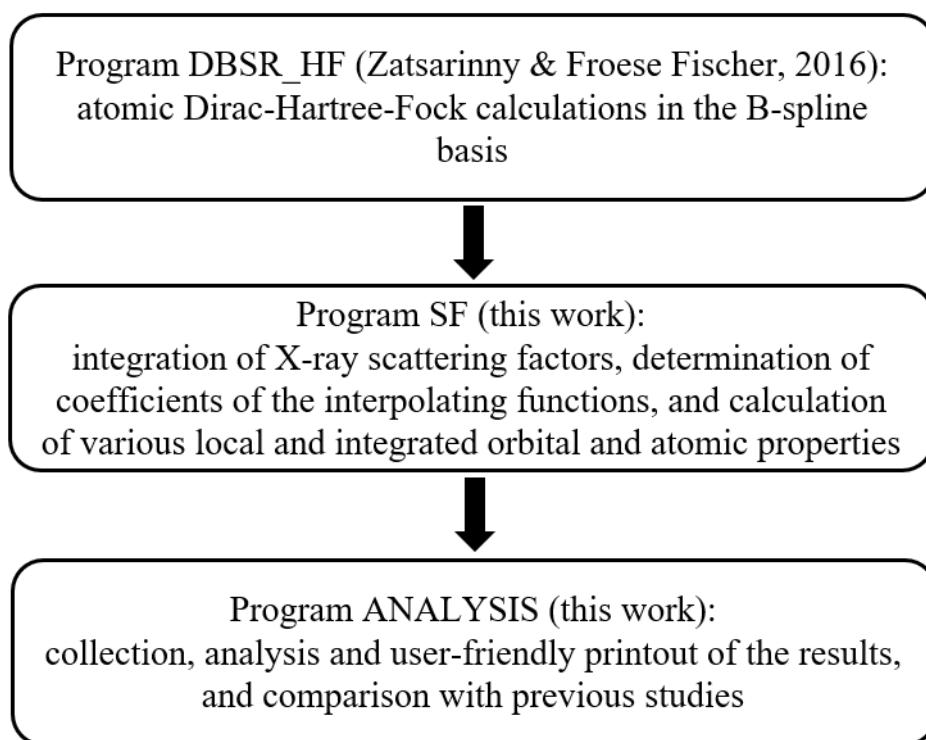 Program DBSR_HF (Zatsarinny & Froese Fischer, 2016):
atomic Dirac-Hartree-Fock calculations in the B-spline
basis
Program SF (this work):
integration of X-ray scattering factors, determination of
coefficients of the interpolating functions, and calculation
of various local and integrated orbital and atomic properties
Program ANALYSIS (this work):
collection, analysis and user-friendly printout of the results,
and comparison with previous studies